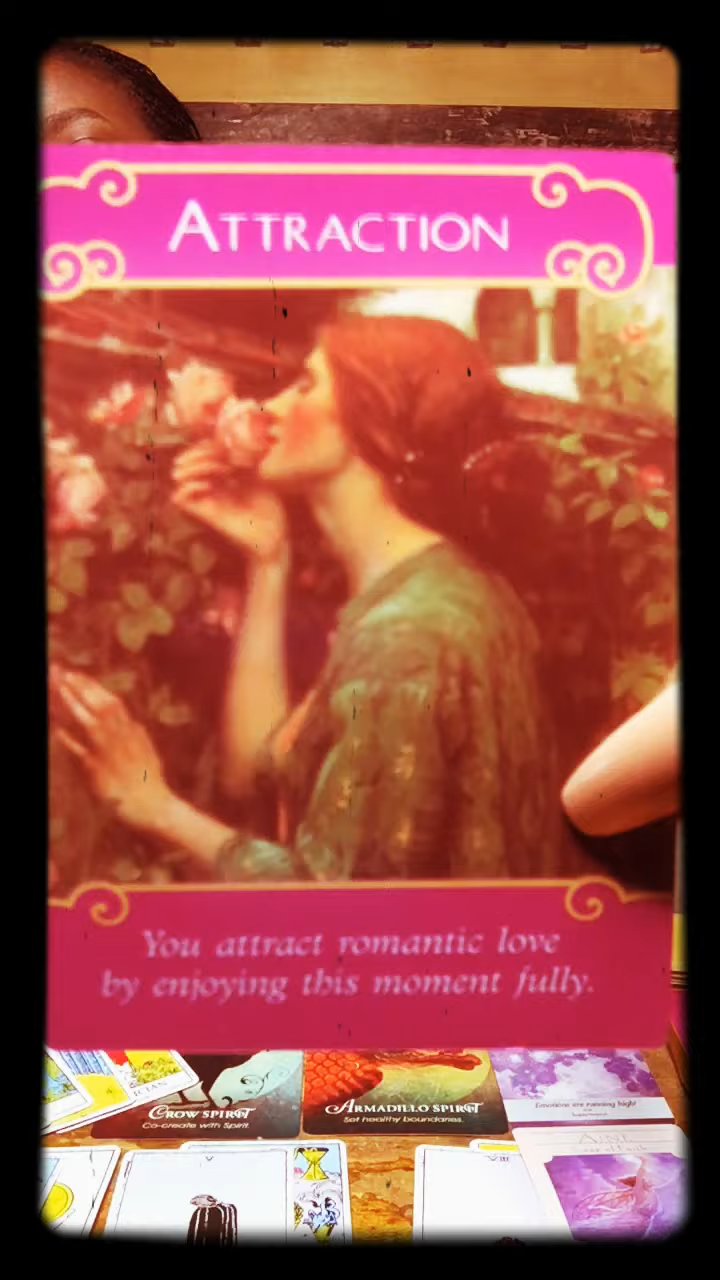 ATTRACTION
You attract romantic love
by enjoying this moment fully.
CROW SPIRIT
Co-create with Spirit.
ARMADILLO SPIRIT
Set healthy boundaries.
Emotions are running high!